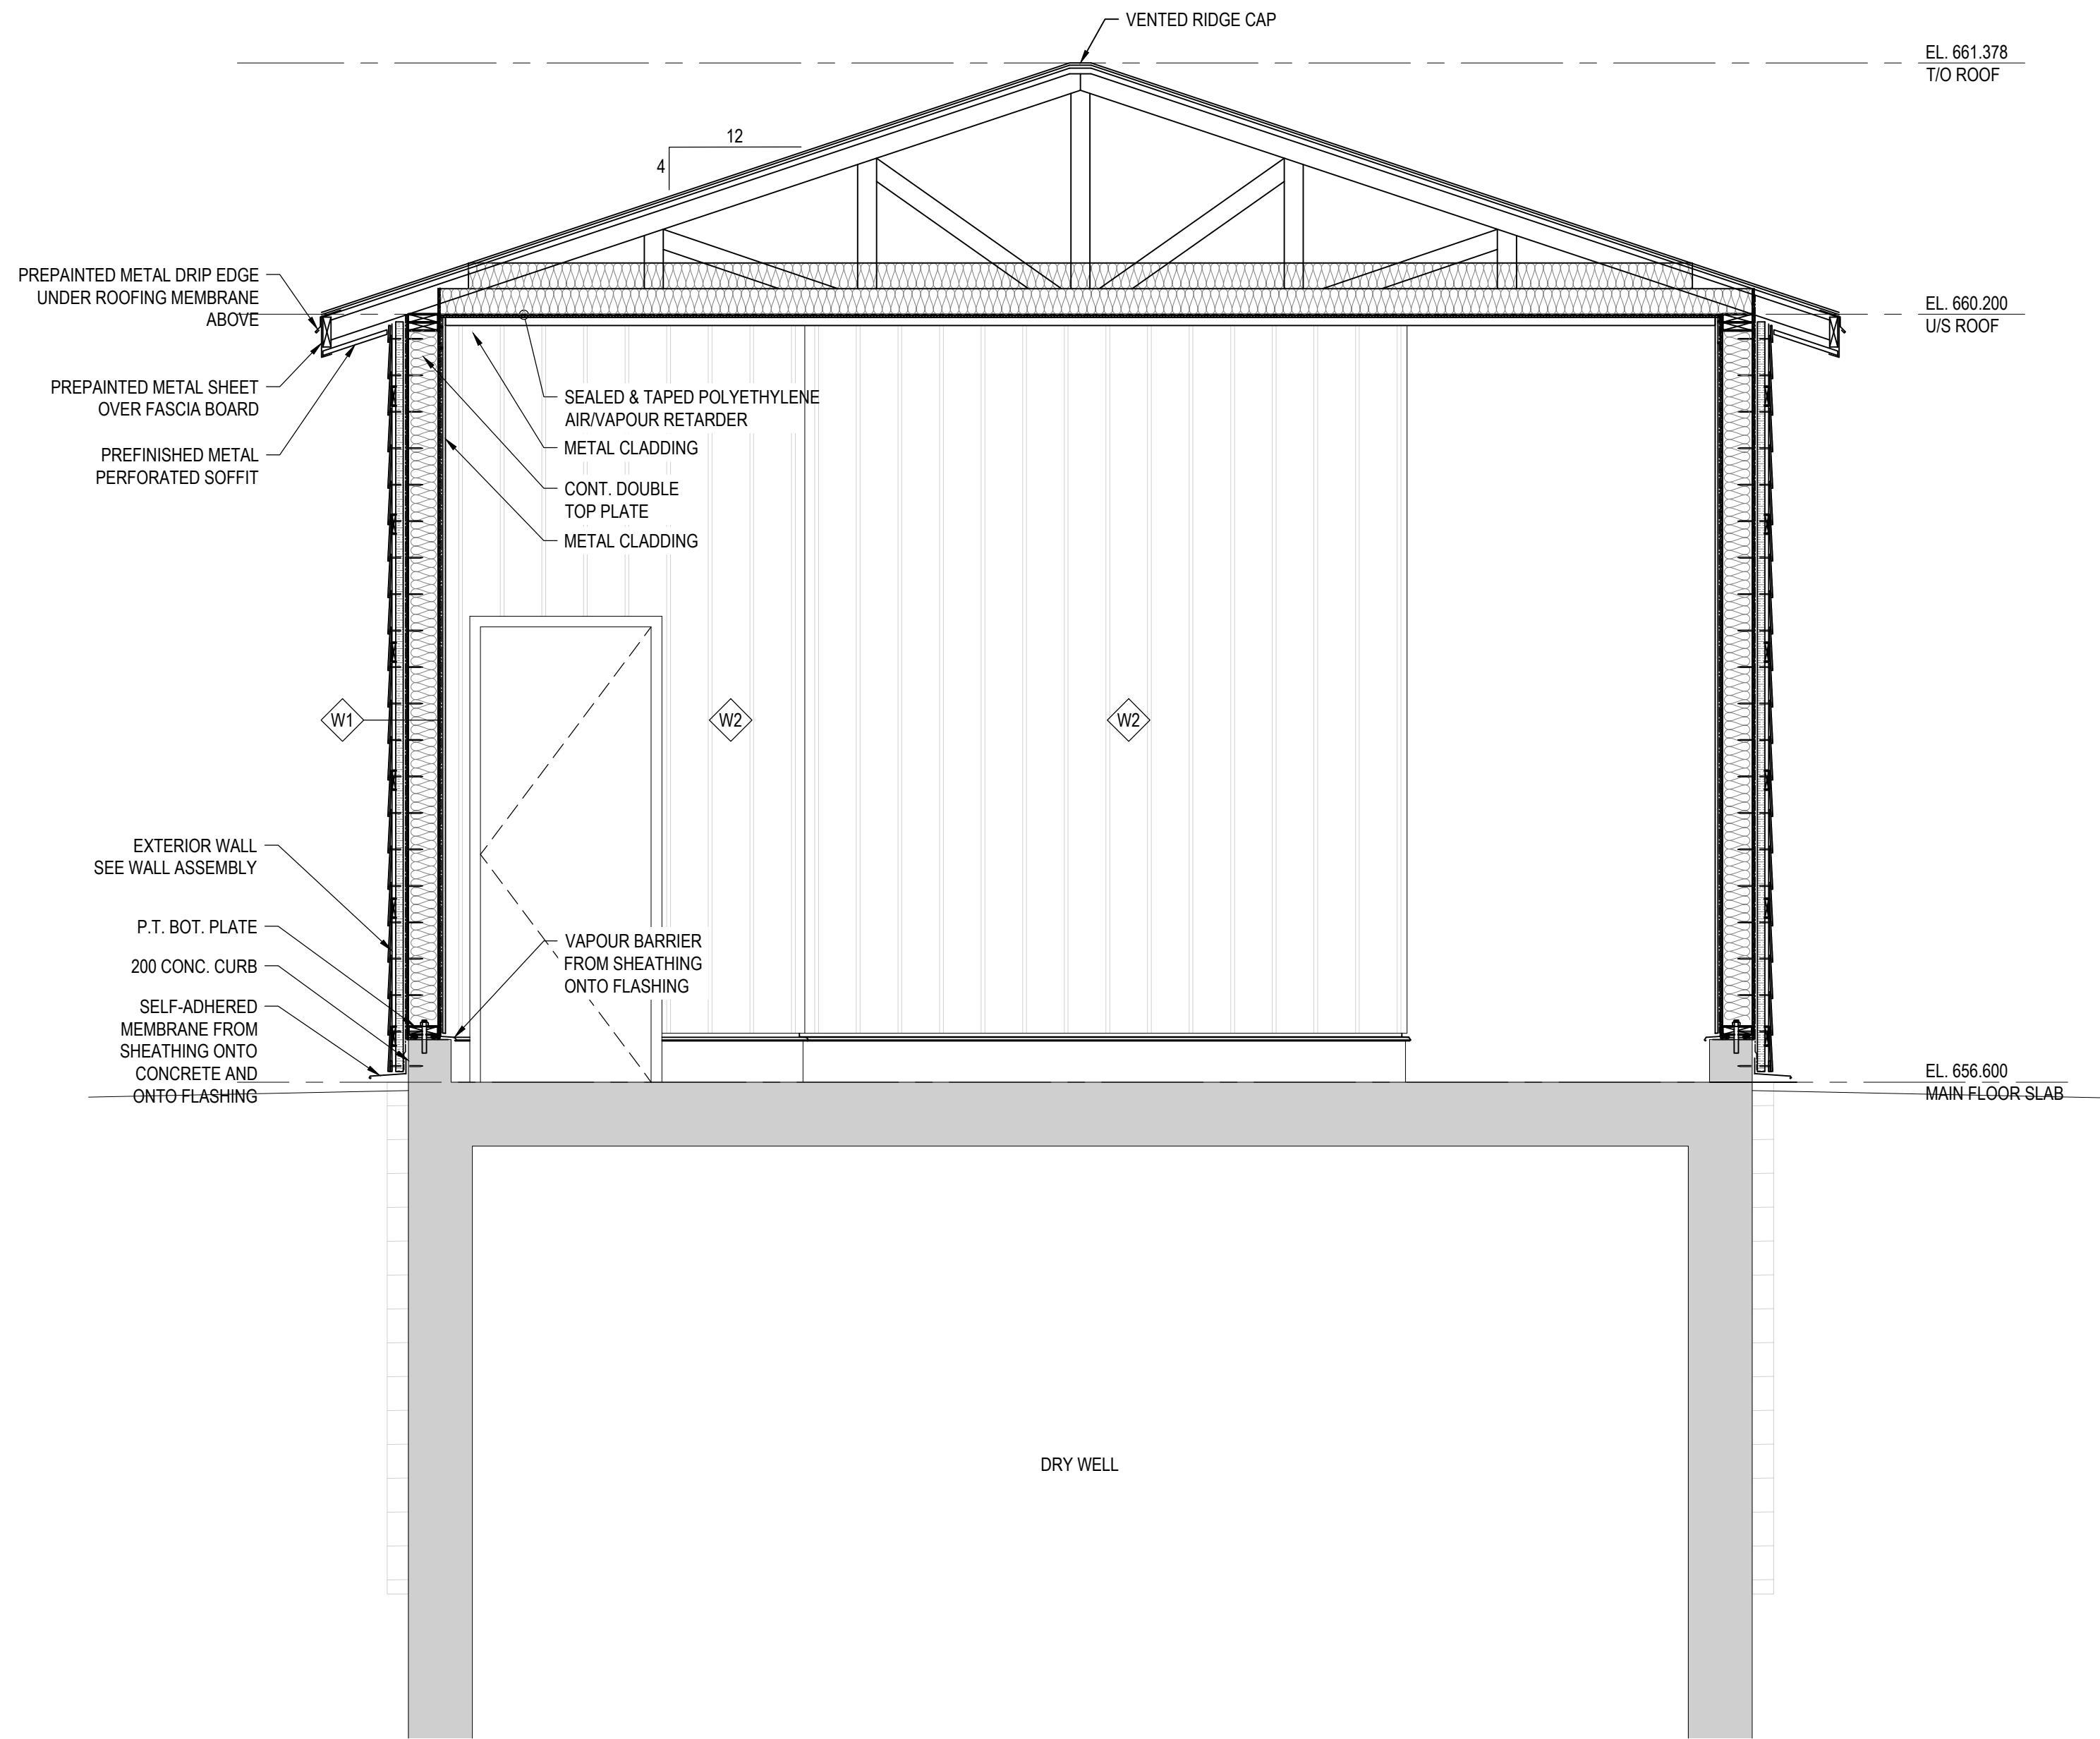 VENTED RIDGE CAP
EL. 661.378
T/O ROOF
12
4
PREPAINTED METAL DRIP EDGE
UNDER ROOFING MEMBRANE
ABOVE
EL. 660.200
U/S ROOF
PREPAINTED METAL SHEET
OVER FASCIA BOARD
PREFINISHED METAL
PERFORATED SOFFIT
SEALED & TAPED POLYETHYLENE
AIR/VAPOUR RETARDER
METAL CLADDING
CONT. DOUBLE
TOP PLATE
METAL CLADDING
W1
W2
W2
EXTERIOR WALL
SEE WALL ASSEMBLY
P.T. BOT. PLATE
200 CONC. CURB
SELF-ADHERED
MEMBRANE FROM
SHEATHING ONTO
CONCRETE AND
ONTO FLASHING
VAPOUR BARRIER
FROM SHEATHING
ONTO FLASHING
EL. 656.600
MAIN FLOOR SLAB
DRY WELL